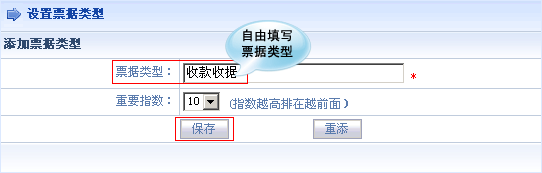 设置票据类型
自由填写
票据类型
添加票据类型
票据类型： 收款收据 *
重要指数： 10 (指数越高排在越前面)
保存 重添